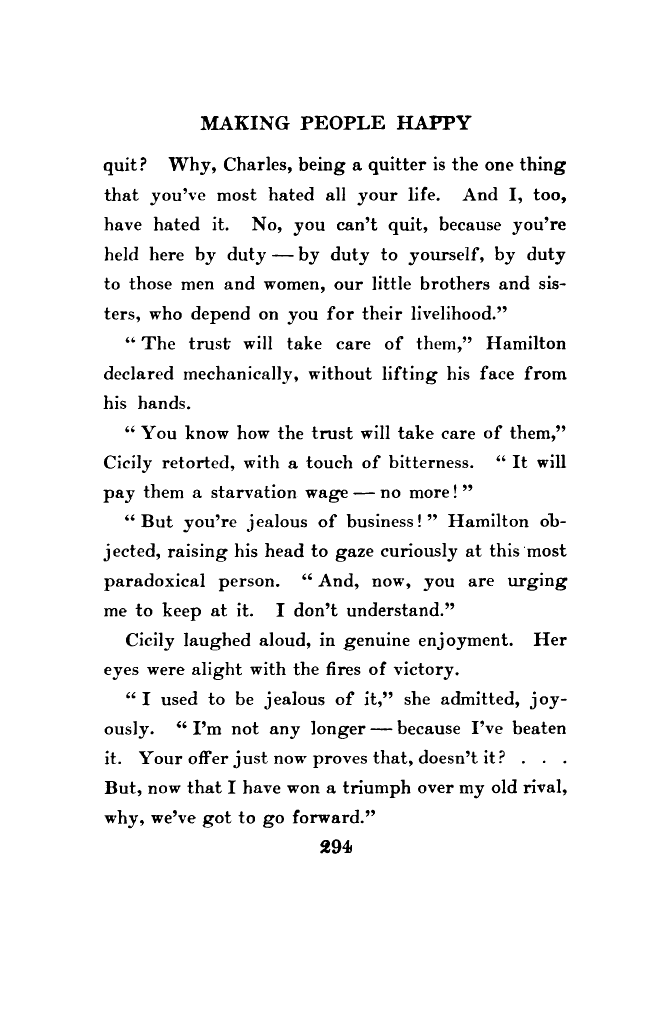 MAKING PEOPLE HAPPY
quit? Why, Charles, being a quitter is the one thing
that you've most hated all your life. And I, too,
have hated it. No, you can't quit, because you're
held here by duty — by duty to yourself, by duty
to those men and women, our little brothers and sis-
ters, who depend on you for their livelihood."
" The trust will take care of them," Hamilton
declared mechanically, without lifting his face from
his hands.
" You know how the trust will take care of them,"
Cicily retorted, with a touch of bitterness. " It will
pay them a starvation wage — no more! "
" But you're jealous of business! " Hamilton ob-
jected, raising his head to gaze curiously at this most
paradoxical person. " And, now, you are urging
me to keep at it. I don't understand."
Cicily laughed aloud, in genuine enjoyment. Her
eyes were alight with the fires of victory.
" I used to be jealous of it," she admitted, joy-
ously. " I'm not any longer — because I've beaten
it. Your offer just now proves that, doesn't it? . . .
But, now that I have won a triumph over my old rival,
why, we've got to go forward."
294